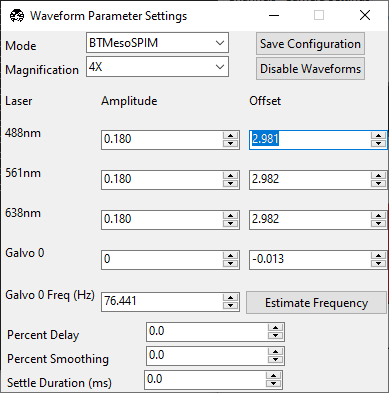 Waveform Parameter Settings
Mode BTMesoSPIM Save Configuration
Magnification 4X Disable Waveforms
Laser Amplitude Offset
488nm 0.180 2.981
561nm 0.180 2.982
638nm 0.180 2.982
Galvo 0 0 -0.013
Galvo 0 Freq (Hz) 76.441 Estimate Frequency
Percent Delay 0.0
Percent Smoothing 0.0
Settle Duration (ms) 0.0